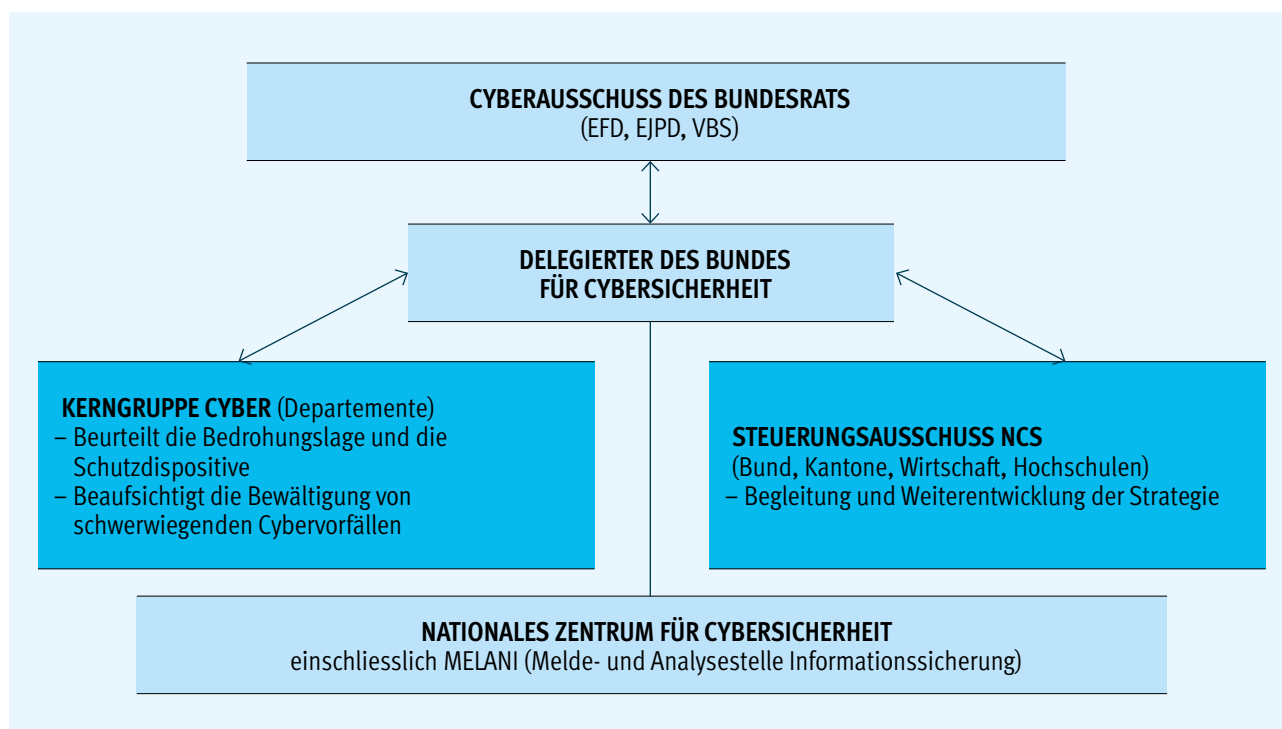 CYBERAUSSCHUSS DES BUNDESRATS
(EFD, EJPD, VBS)
DELEGIERTER DES BUNDES
FÜR CYBERSICHERHEIT
KERNGRUPPE CYBER (Departemente)
– Beurteilt die Bedrohungslage und die
Schutzdispositive
– Beaufsichtigt die Bewältigung von
schwerwiegenden Cybervorfällen
STEUERUNGSAUSSCHUSS NCS
(Bund, Kantone, Wirtschaft, Hochschulen)
– Begleitung und Weiterentwicklung der Strategie
NATIONALES ZENTRUM FÜR CYBERSICHERHEIT
einschliesslich MELANI (Melde- und Analysestelle Informationssicherung)